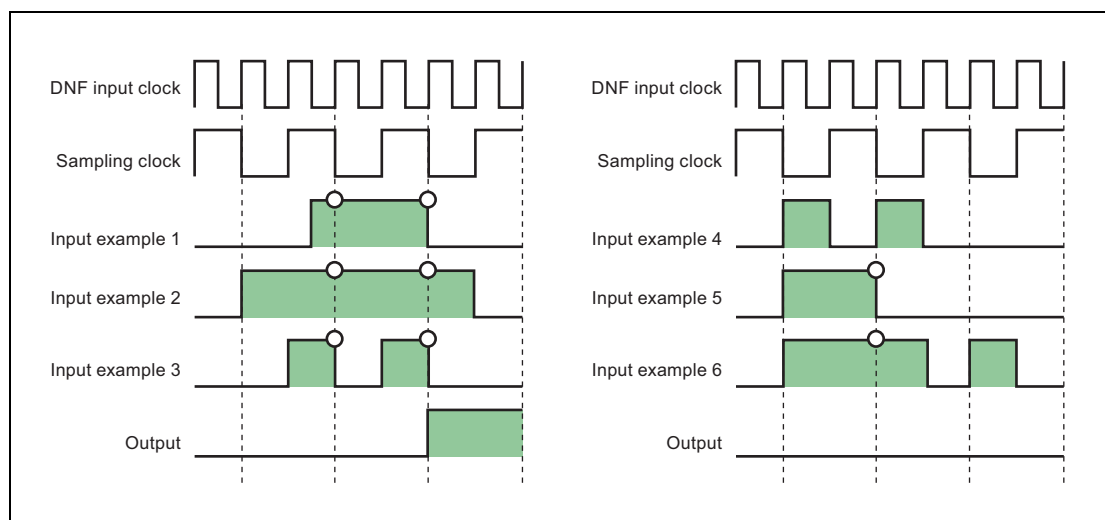 DNF input clock
Sampling clock
Input example 1
Input example 2
Input example 3
Output
DNF input clock
Sampling clock
Input example 4
Input example 5
Input example 6
Output